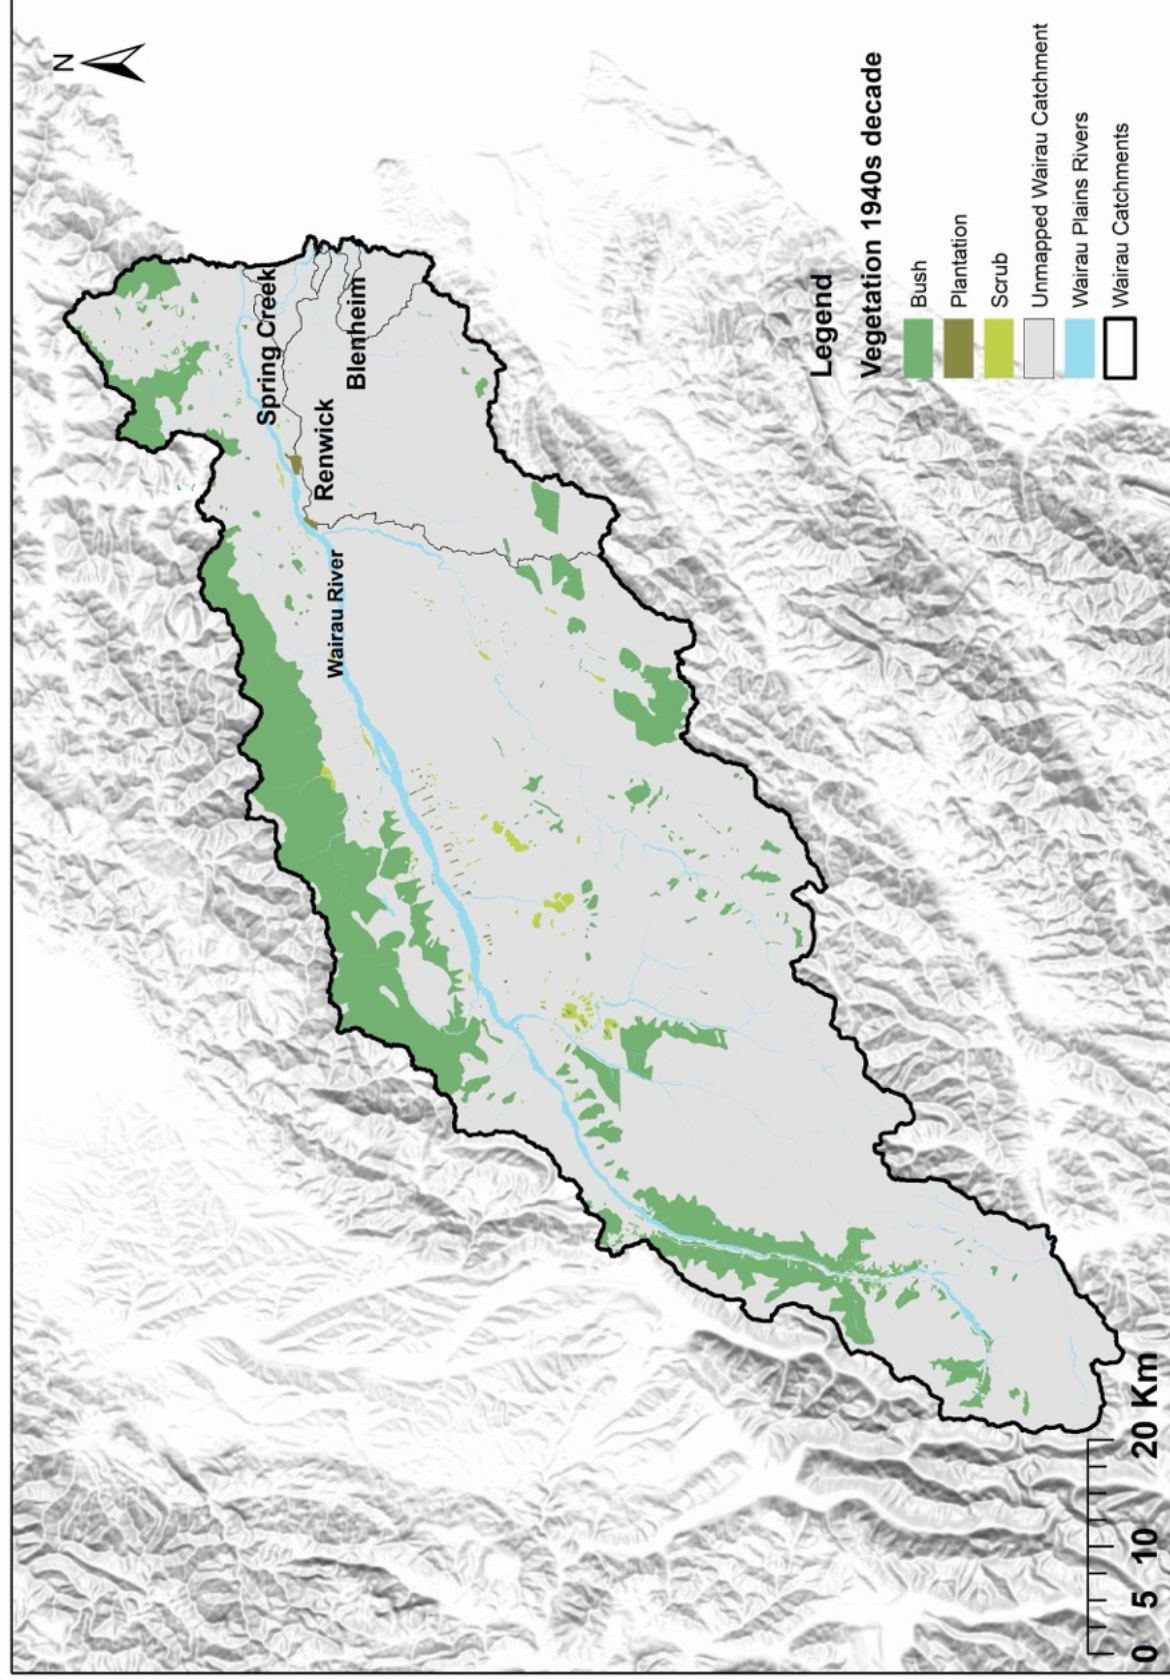 N
Spring Creek
Blenheim
Renwick
Wairau River
Legend
Vegetation 1940s decade
Bush
Plantation
Scrub
Unmapped Wairau Catchment
Wairau Plains Rivers
Wairau Catchments
0 5 10 20 Km